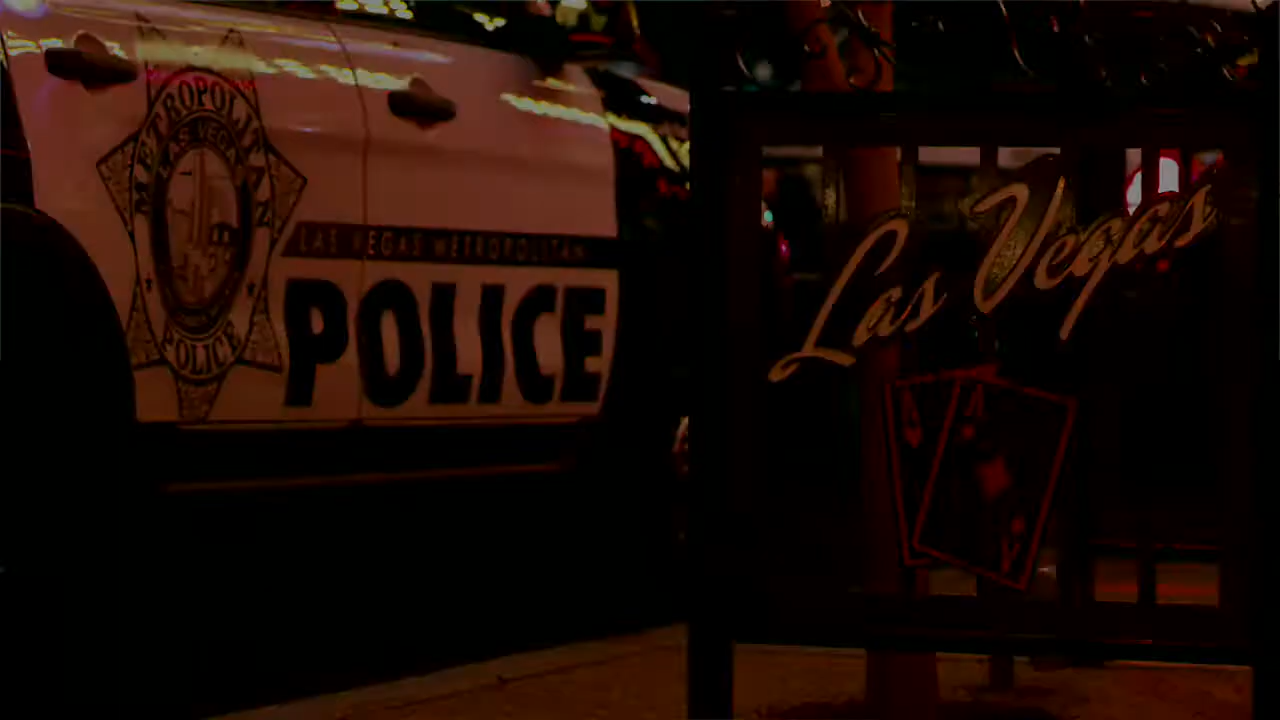 METROPOLITAN
LAS VEGAS
POLICE
LAS VEGAS METROPOLITAN
POLICE
Las Vegas
A
A
A